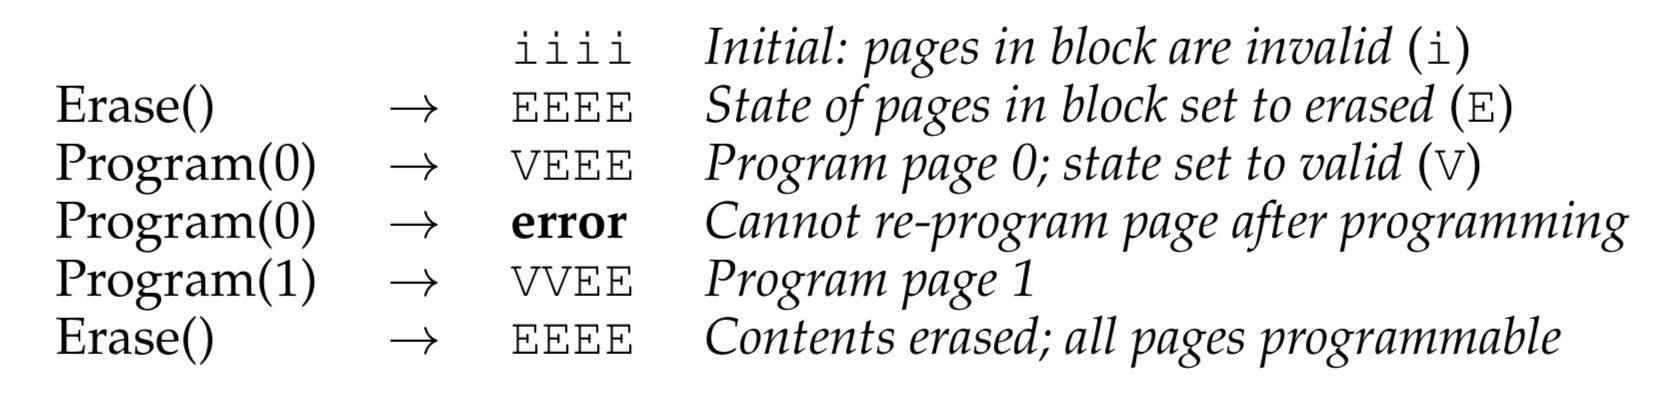 iiii Initial: pages in block are invalid (i)
Erase() → EEEE State of pages in block set to erased (E)
Program(0) → VEEE Program page 0; state set to valid (V)
Program(0) → error Cannot re-program page after programming
Program(1) → VVEE Program page 1
Erase() → EEEE Contents erased; all pages programmable